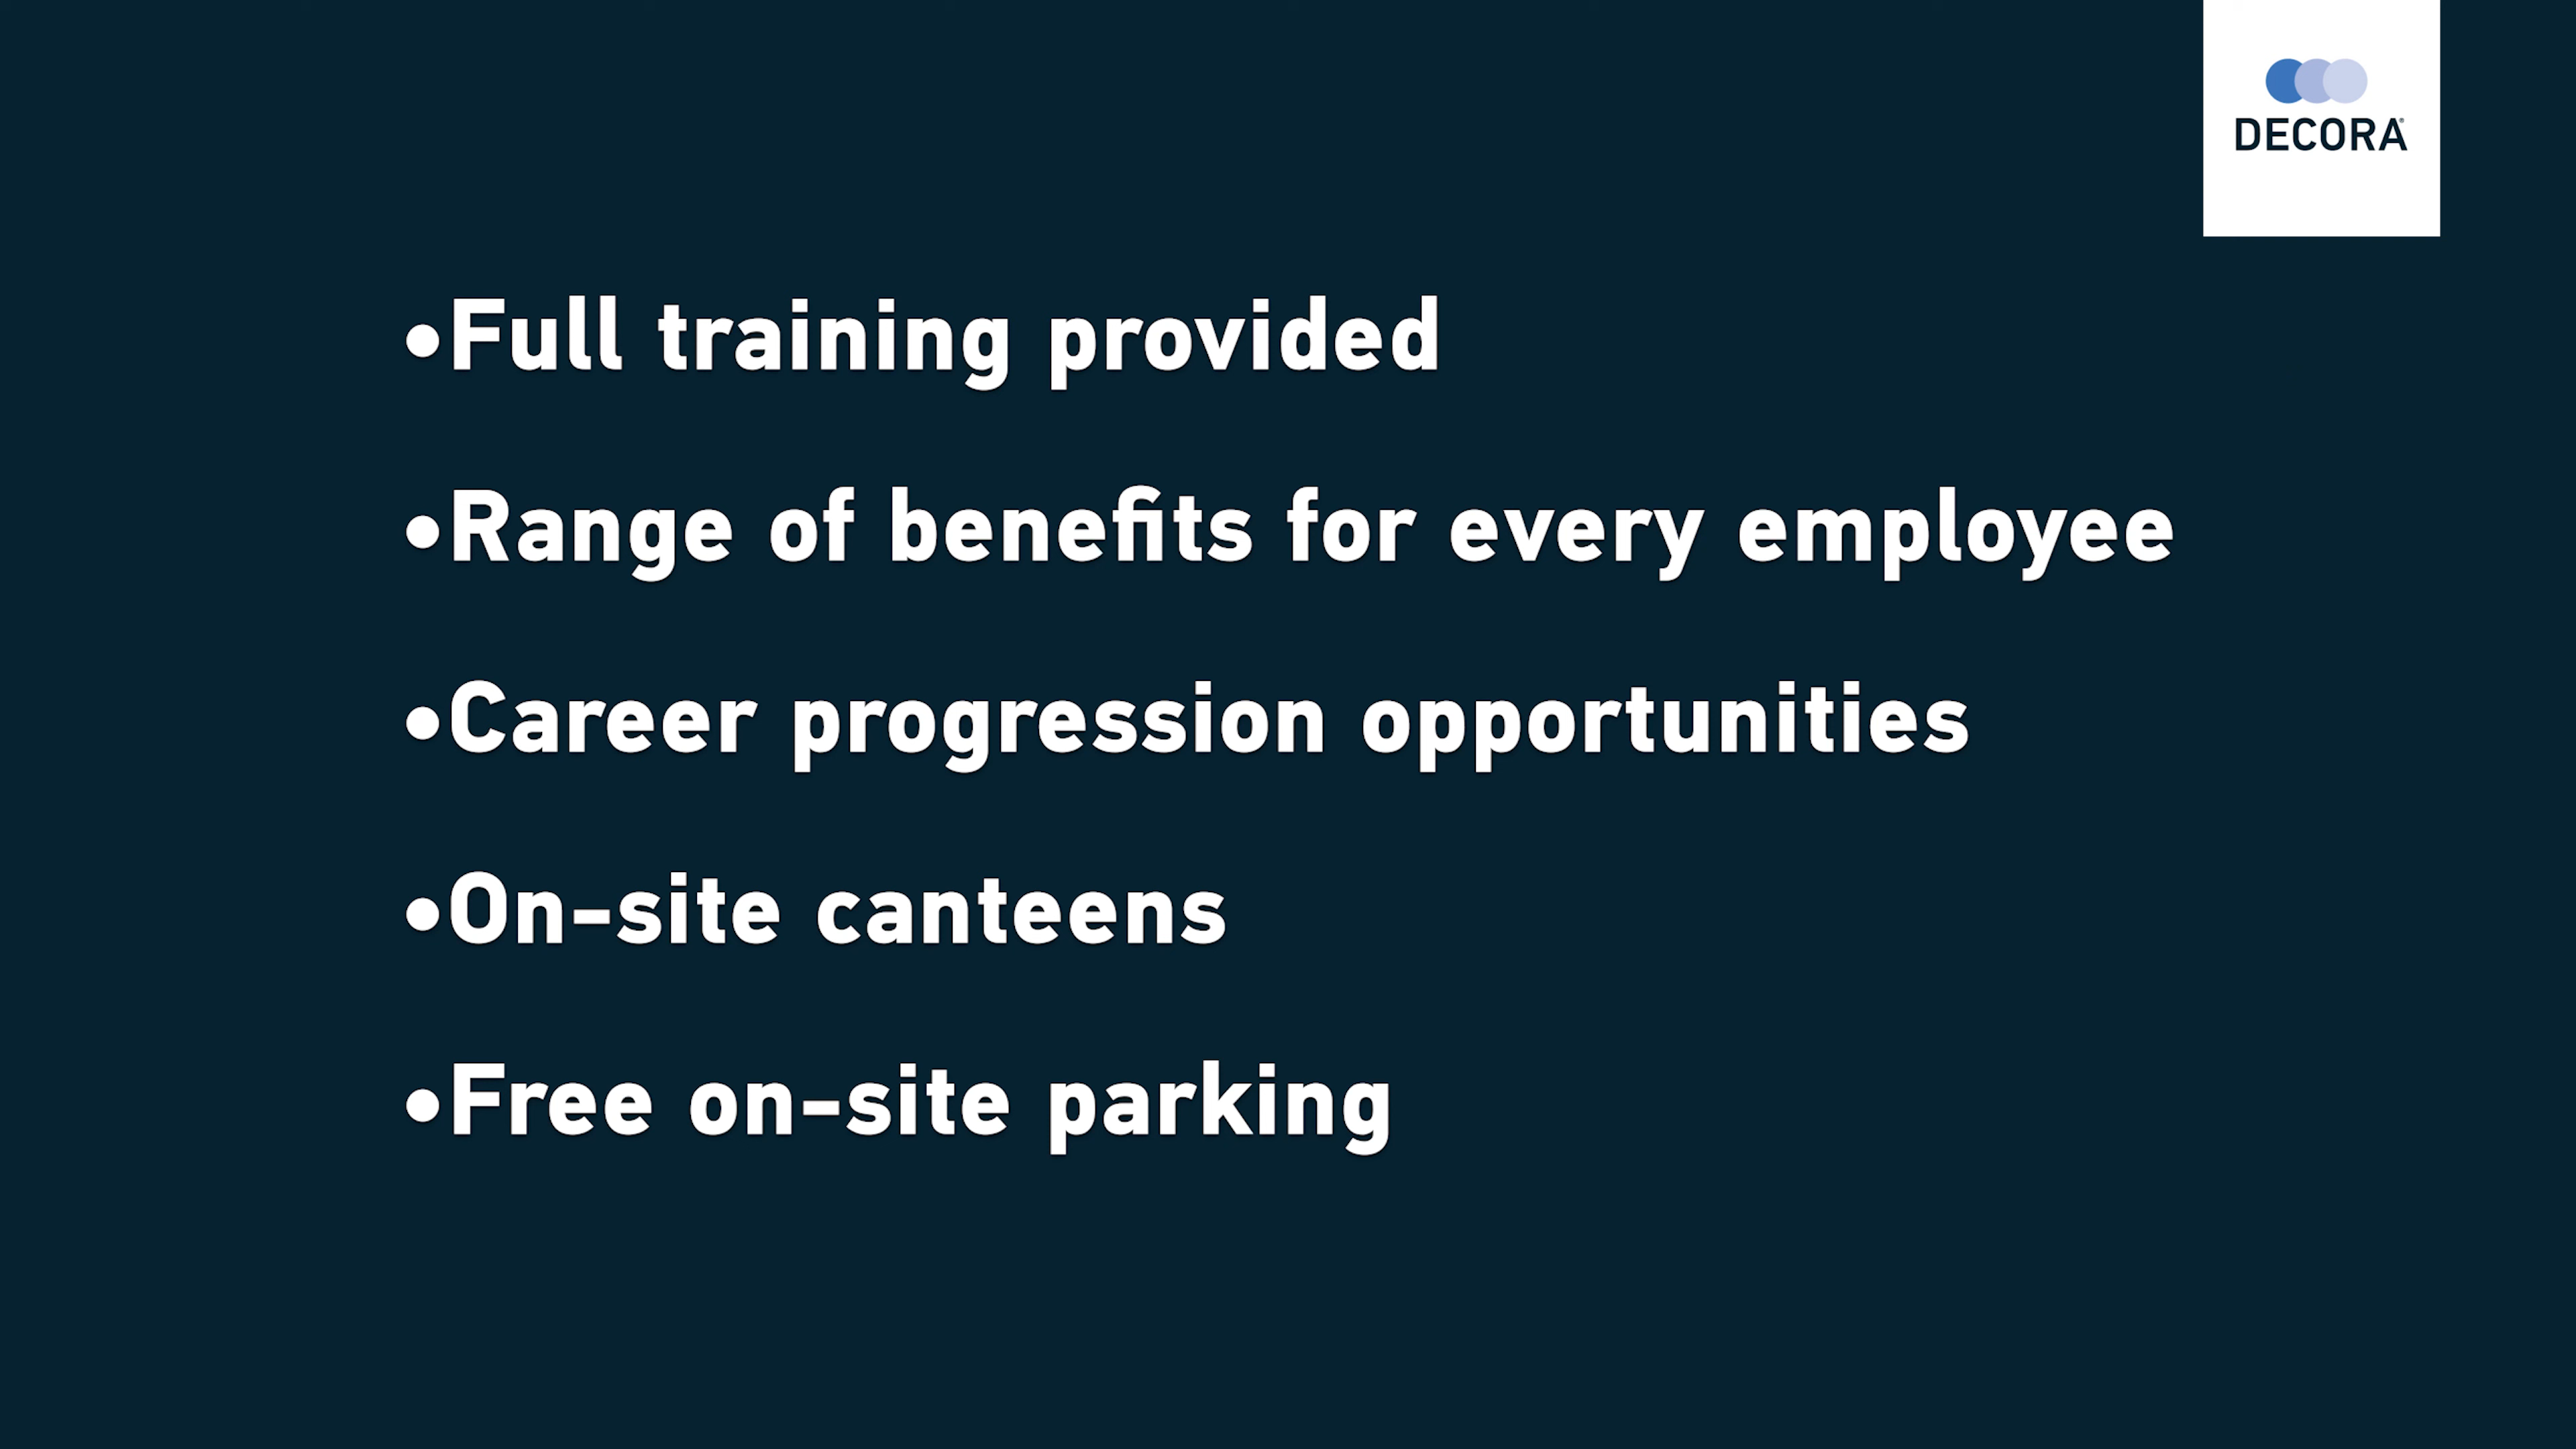 DECORA®
•Full training provided
•Range of benefits for every employee
•Career progression opportunities
•On-site canteens
•Free on-site parking